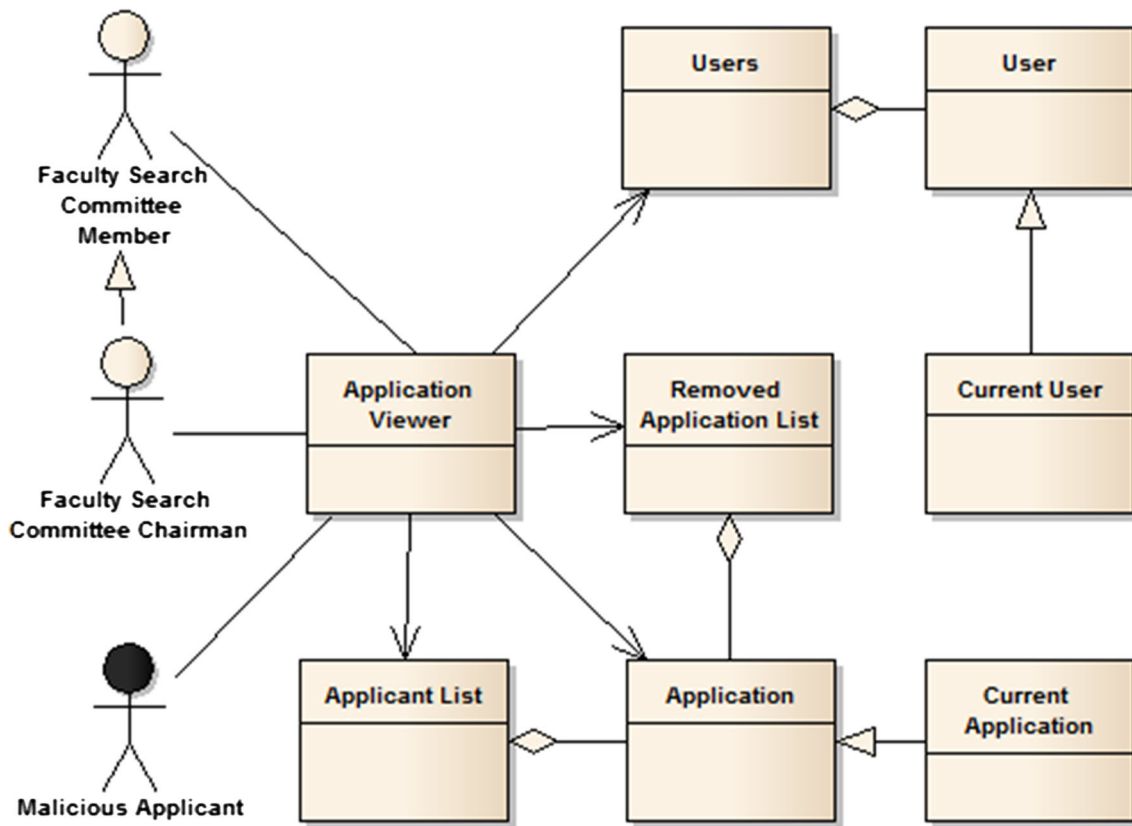 Faculty Search
Committee
Member
Users
User
Faculty Search
Committee Chairman
Application
Viewer
Removed
Application List
Current User
Malicious Applicant
Applicant List
Application
Current
Application